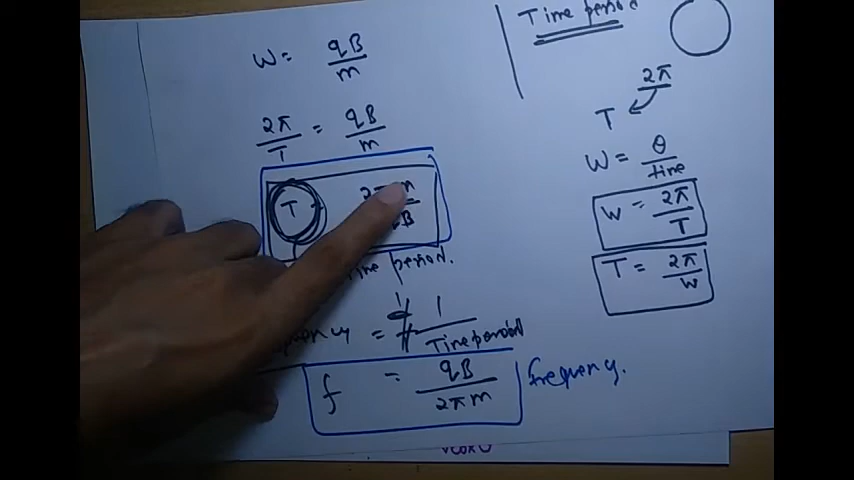 Time period
W = qB/m
2π/T = qB/m
T
2π
T
W = θ/time
W = 2π/T
T = 2π/W
Time period.
= 1/Time period
f = qB/2πm
frequency.